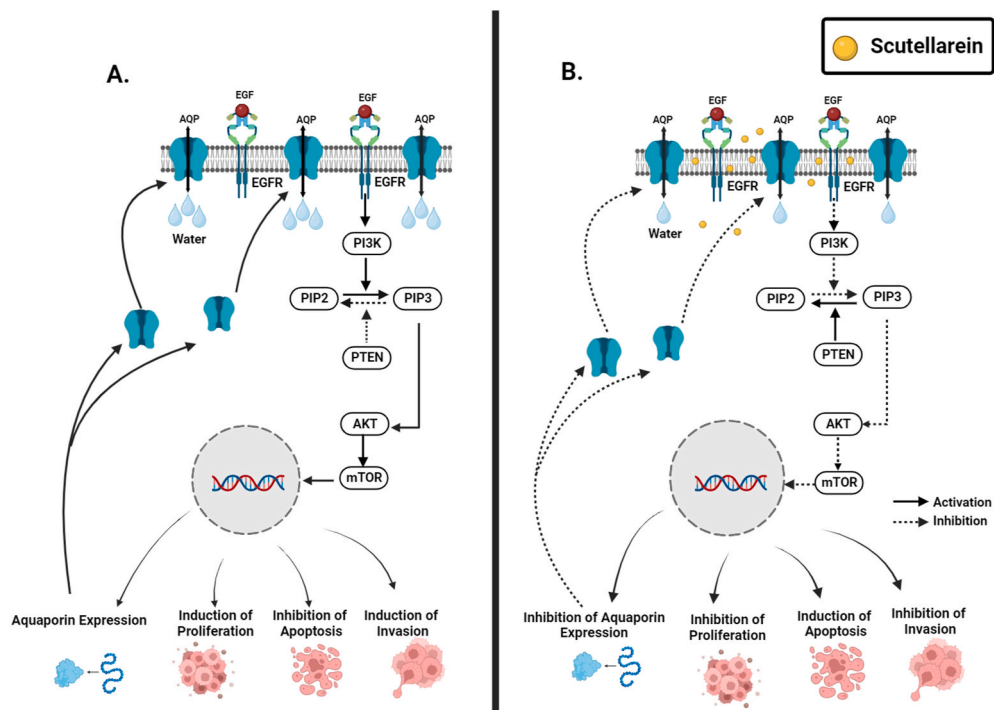 A.
EGF
EGF
AQP
AQP
AQP
EGFR
EGFR
Water
PI3K
PIP2
PIP3
PTEN
AKT
mTOR
Aquaporin Expression
Induction of
Proliferation
Inhibition of
Apoptosis
Induction of
Invasion
Scutellarein
B.
EGF
EGF
AQP
AQP
AQP
EGFR
EGFR
Water
PI3K
PIP2
PIP3
PTEN
AKT
mTOR
Activation
Inhibition
Inhibition of Aquaporin
Expression
Inhibition of
Proliferation
Induction of
Apoptosis
Inhibition of
Invasion